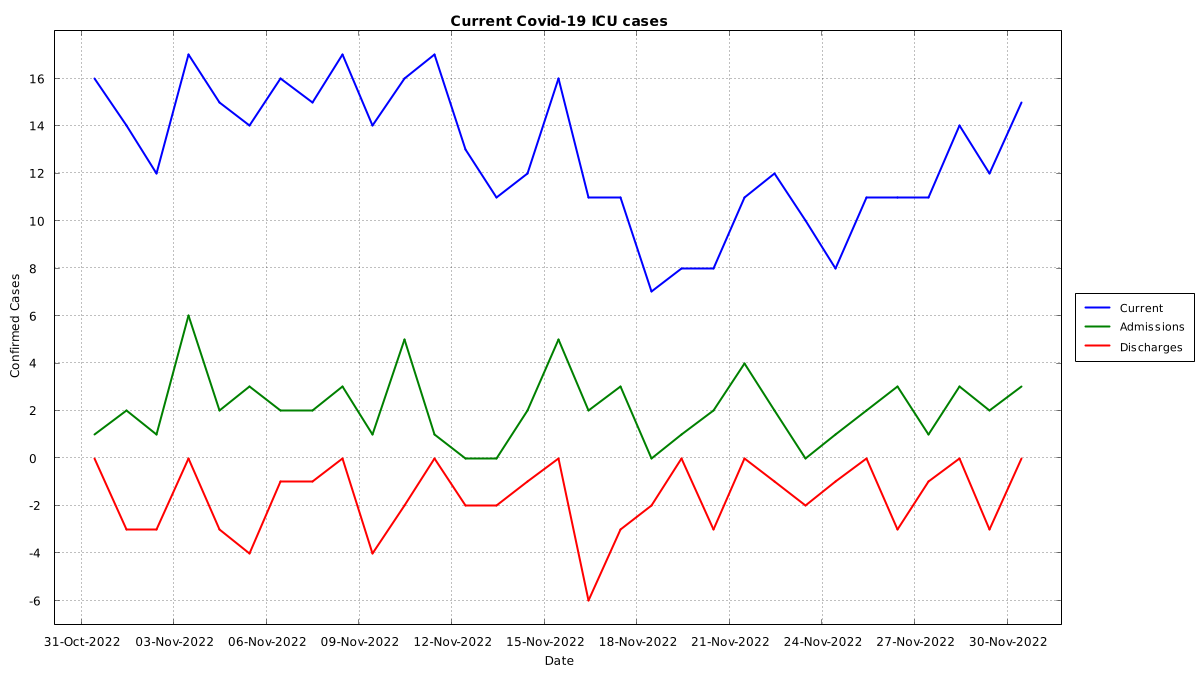 Current Covid-19 ICU cases
Confirmed Cases
16
14
12
10
8
6
4
2
0
-2
-4
-6
31-Oct-2022 03-Nov-2022 06-Nov-2022 09-Nov-2022 12-Nov-2022 15-Nov-2022 18-Nov-2022 21-Nov-2022 24-Nov-2022 27-Nov-2022 30-Nov-2022
Date
Current
Admissions
Discharges